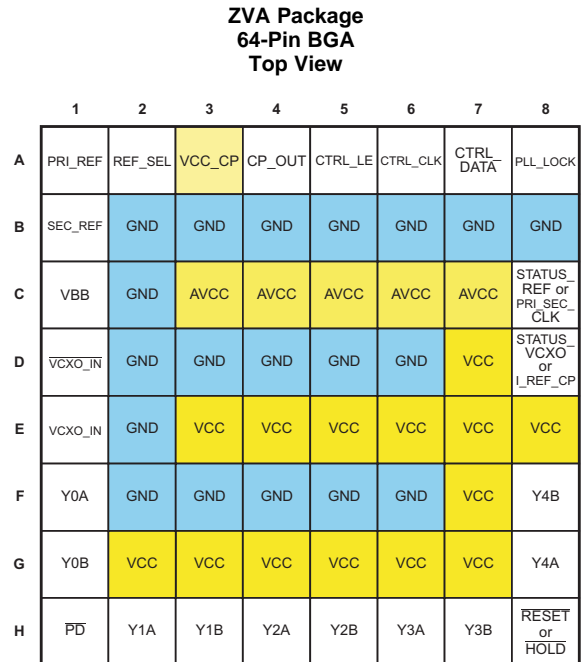 ZVA Package
64-Pin BGA
Top View
1 2 3 4 5 6 7 8
A PRI_REF REF_SEL VCC_CP CP_OUT CTRL_LE CTRL_CLK CTRL_ DATA PLL_LOCK
B SEC_REF GND GND GND GND GND GND GND
C VBB GND AVCC AVCC AVCC AVCC AVCC STATUS_ REF or PRI_SEC_ CLK
D VCXO_IN GND GND GND GND GND VCC STATUS_ VCXO or I_REF_CP
E VCXO_IN GND VCC VCC VCC VCC VCC VCC
F Y0A GND GND GND GND GND VCC Y4B
G Y0B VCC VCC VCC VCC VCC VCC Y4A
H PD Y1A Y1B Y2A Y2B Y3A Y3B RESET or HOLD